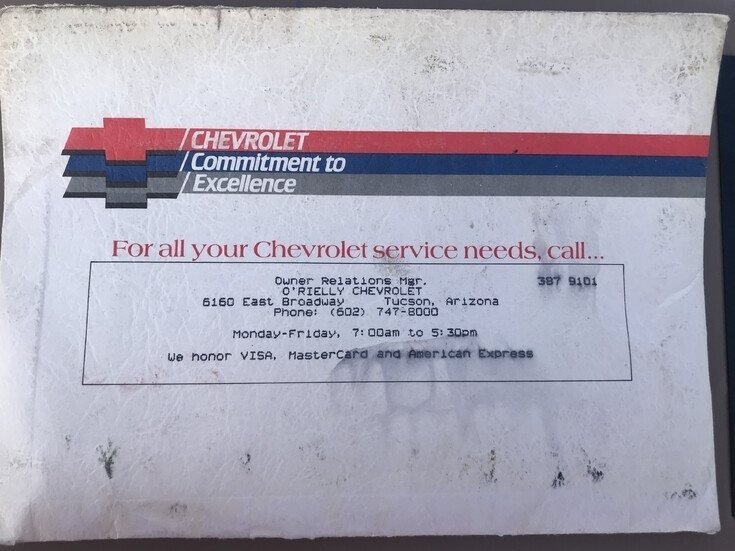 CHEVROLET
Commitment to
Excellence
For all your Chevrolet service needs, call...
Owner Relations Mgr. 387 9101
O'RIELLY CHEVROLET
6160 East Broadway Tucson, Arizona
Phone: (602) 747-8000
Monday-Friday, 7:00am to 5:30pm
We honor VISA, MasterCard and American Express